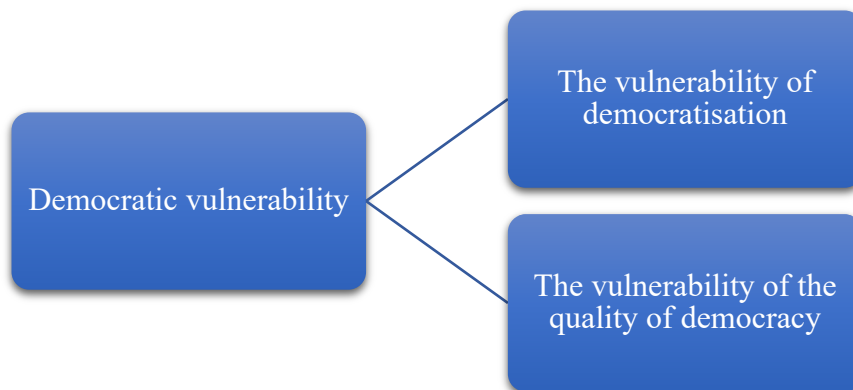 Democratic vulnerability
The vulnerability of
democratisation
The vulnerability of the
quality of democracy